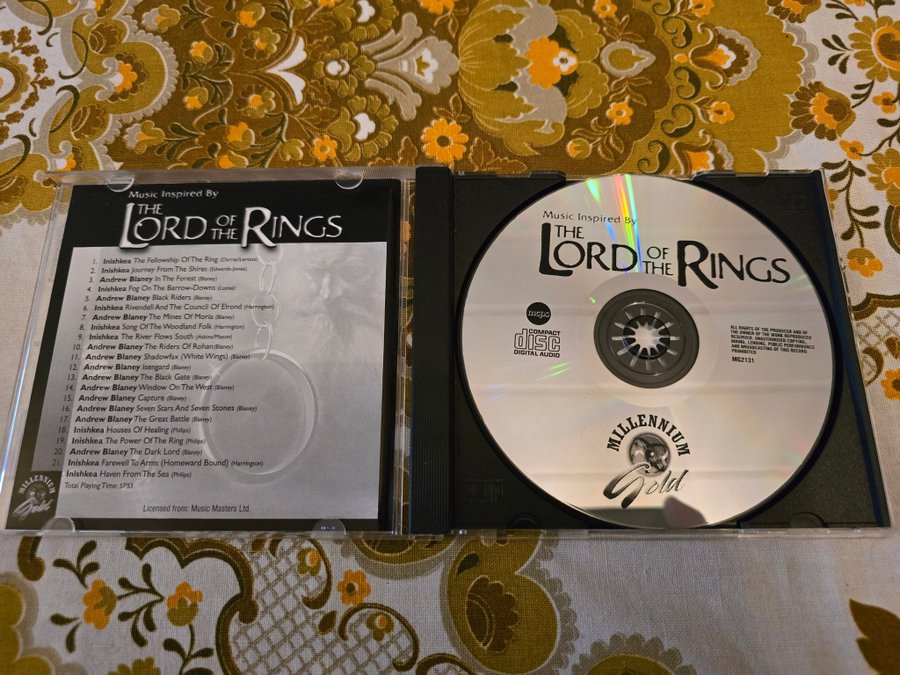 Music Inspired By
THE
LORD OF THE RINGS
1. Inishkea The Fellowship Of The Ring (Darras/Leroux)
2. Inishkea Journey From The Shires (Edwards-Jones)
3. Andrew Blaney In The Forest (Blaney)
4. Inishkea Fog On The Barrow-Downs (Loose)
5. Andrew Blaney Black Riders (Blaney)
6. Inishkea Rivendell And The Council Of Elrond (Harrington)
7. Andrew Blaney The Mines Of Moria (Blaney)
8. Inishkea Song Of The Woodland Folk (Harrington)
9. Inishkea The River Flows South (Atkins/Mason)
10. Andrew Blaney The Riders Of Rohan (Blaney)
11. Andrew Blaney Shadowfax (White Wings) (Blaney)
12. Andrew Blaney Isengard (Blaney)
13. Andrew Blaney The Black Gate (Blaney)
14. Andrew Blaney Window On The West (Blaney)
15. Andrew Blaney Capture (Blaney)
16. Andrew Blaney Seven Stars And Seven Stones (Blaney)
17. Andrew Blaney The Great Battle (Blaney)
18. Inishkea Houses Of Healing (Philips)
19. Inishkea The Power Of The Ring (Philips)
20. Andrew Blaney The Dark Lord (Blaney)
21. Inishkea Farewell To Arms (Homeward Bound) (Harrington)
Inishkea Haven From The Sea (Philips)
Total Playing Time: 57:53
MILLENNIUM
Gold
Licensed from: Music Masters Ltd.
Music Inspired By
THE
LORD OF THE RINGS
mcps
COMPACT
disc
DIGITAL AUDIO
ALL RIGHTS OF THE PRODUCER AND OF
THE OWNER OF THE WORK REPRODUCED
RESERVED. UNAUTHORISED COPYING,
HIRING, LENDING, PUBLIC PERFORMANCE
AND BROADCASTING OF THIS RECORD
PROHIBITED
MG2131
MILLENNIUM
Gold